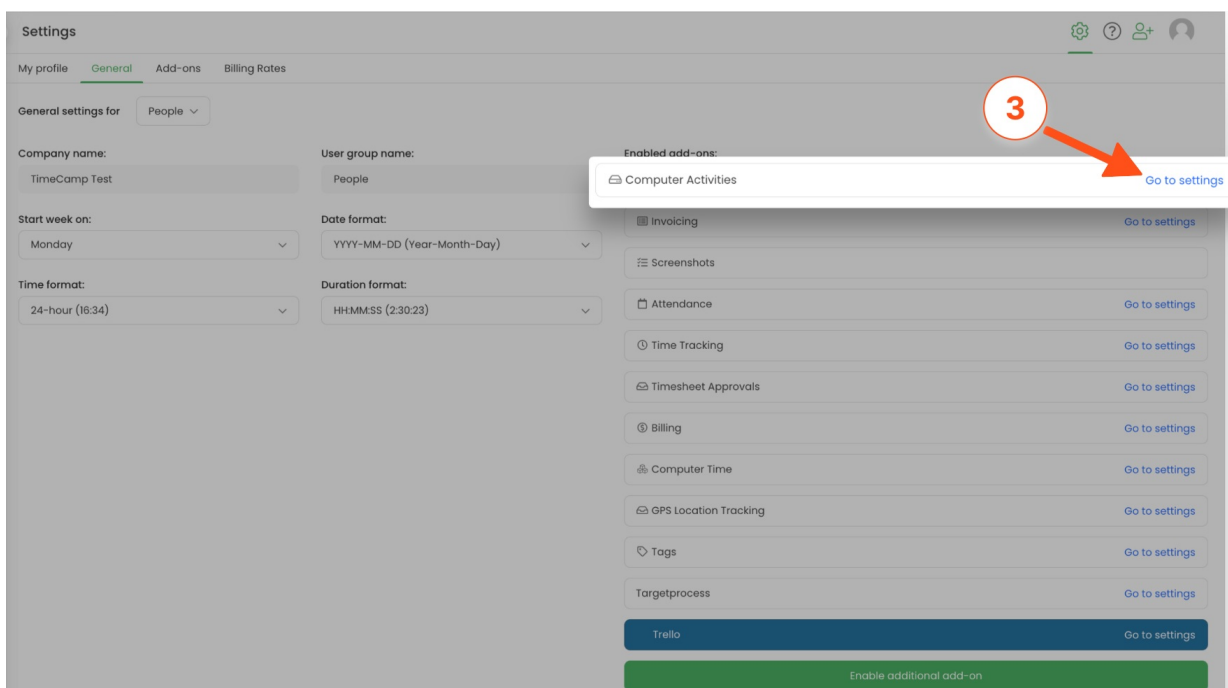 Settings
My profile General Add-ons Billing Rates
General settings for People
3
Company name: User group name: Enabled add-ons:
TimeCamp Test People Computer Activities Go to settings
Start week on: Date format: Invoicing Go to settings
Monday YYYY-MM-DD (Year-Month-Day)
Screenshots
Time format: Duration format:
24-hour (16:34) HH:MM:SS (2:30:23) Attendance Go to settings
Time Tracking Go to settings
Timesheet Approvals Go to settings
Billing Go to settings
Computer Time Go to settings
GPS Location Tracking Go to settings
Tags Go to settings
Targetprocess Go to settings
Trello Go to settings
Enable additional add-on